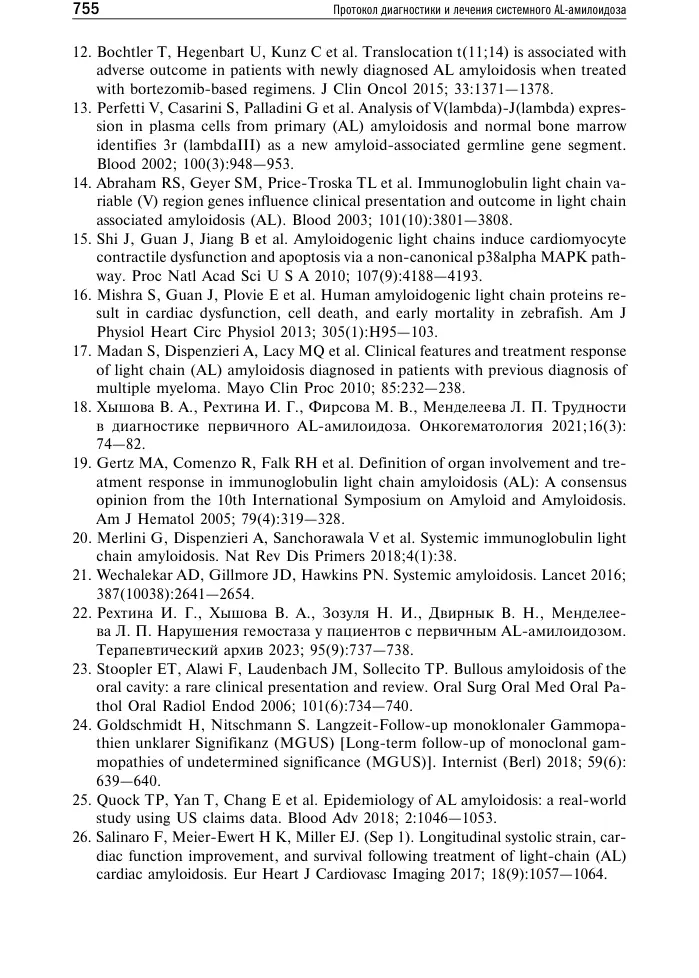 755
Протокол диагностики и лечения системного AL-амилоидоза
12. Bochtler T, Hegenbart U, Kunz C et al. Translocation t(11;14) is associated with
adverse outcome in patients with newly diagnosed AL amyloidosis when treated
with bortezomib-based regimens. J Clin Oncol 2015; 33:1371—1378.
13. Perfetti V, Casarini S, Palladini G et al. Analysis of V(lambda)-J(lambda) expres-
sion in plasma cells from primary (AL) amyloidosis and normal bone marrow
identifies 3r (lambdaIII) as a new amyloid-associated germline gene segment.
Blood 2002; 100(3):948—953.
14. Abraham RS, Geyer SM, Price-Troska TL et al. Immunoglobulin light chain va-
riable (V) region genes influence clinical presentation and outcome in light chain
associated amyloidosis (AL). Blood 2003; 101(10):3801—3808.
15. Shi J, Guan J, Jiang B et al. Amyloidogenic light chains induce cardiomyocyte
contractile dysfunction and apoptosis via a non-canonical p38alpha MAPK path-
way. Proc Natl Acad Sci U S A 2010; 107(9):4188—4193.
16. Mishra S, Guan J, Plovie E et al. Human amyloidogenic light chain proteins re-
sult in cardiac dysfunction, cell death, and early mortality in zebrafish. Am J
Physiol Heart Circ Physiol 2013; 305(1):H95—103.
17. Madan S, Dispenzieri A, Lacy MQ et al. Clinical features and treatment response
of light chain (AL) amyloidosis diagnosed in patients with previous diagnosis of
multiple myeloma. Mayo Clin Proc 2010; 85:232—238.
18. Хышова В. А., Рехтина И. Г., Фирсова М. В., Менделеева Л. П. Трудности
в диагностике первичного AL-амилоидоза. Онкогематология 2021;16(3):
74—82.
19. Gertz MA, Comenzo R, Falk RH et al. Definition of organ involvement and tre-
atment response in immunoglobulin light chain amyloidosis (AL): A consensus
opinion from the 10th International Symposium on Amyloid and Amyloidosis.
Am J Hematol 2005; 79(4):319—328.
20. Merlini G, Dispenzieri A, Sanchorawala V et al. Systemic immunoglobulin light
chain amyloidosis. Nat Rev Dis Primers 2018;4(1):38.
21. Wechalekar AD, Gillmore JD, Hawkins PN. Systemic amyloidosis. Lancet 2016;
387(10038):2641—2654.
22. Рехтина И. Г., Хышова В. А., Зозуля Н. И., Двирнык В. Н., Менделее-
ва Л. П. Нарушения гемостаза у пациентов с первичным AL-амилоидозом.
Терапевтический архив 2023; 95(9):737—738.
23. Stoopler ET, Alawi F, Laudenbach JM, Sollecito TP. Bullous amyloidosis of the
oral cavity: a rare clinical presentation and review. Oral Surg Oral Med Oral Pa-
thol Oral Radiol Endod 2006; 101(6):734—740.
24. Goldschmidt H, Nitschmann S. Langzeit-Follow-up monoklonaler Gammopa-
thien unklarer Signifikanz (MGUS) [Long-term follow-up of monoclonal gam-
mopathies of undetermined significance (MGUS)]. Internist (Berl) 2018; 59(6):
639—640.
25. Quock TP, Yan T, Chang E et al. Epidemiology of AL amyloidosis: a real-world
study using US claims data. Blood Adv 2018; 2:1046—1053.
26. Salinaro F, Meier-Ewert H K, Miller EJ. (Sep 1). Longitudinal systolic strain, car-
diac function improvement, and survival following treatment of light-chain (AL)
cardiac amyloidosis. Eur Heart J Cardiovasc Imaging 2017; 18(9):1057—1064.